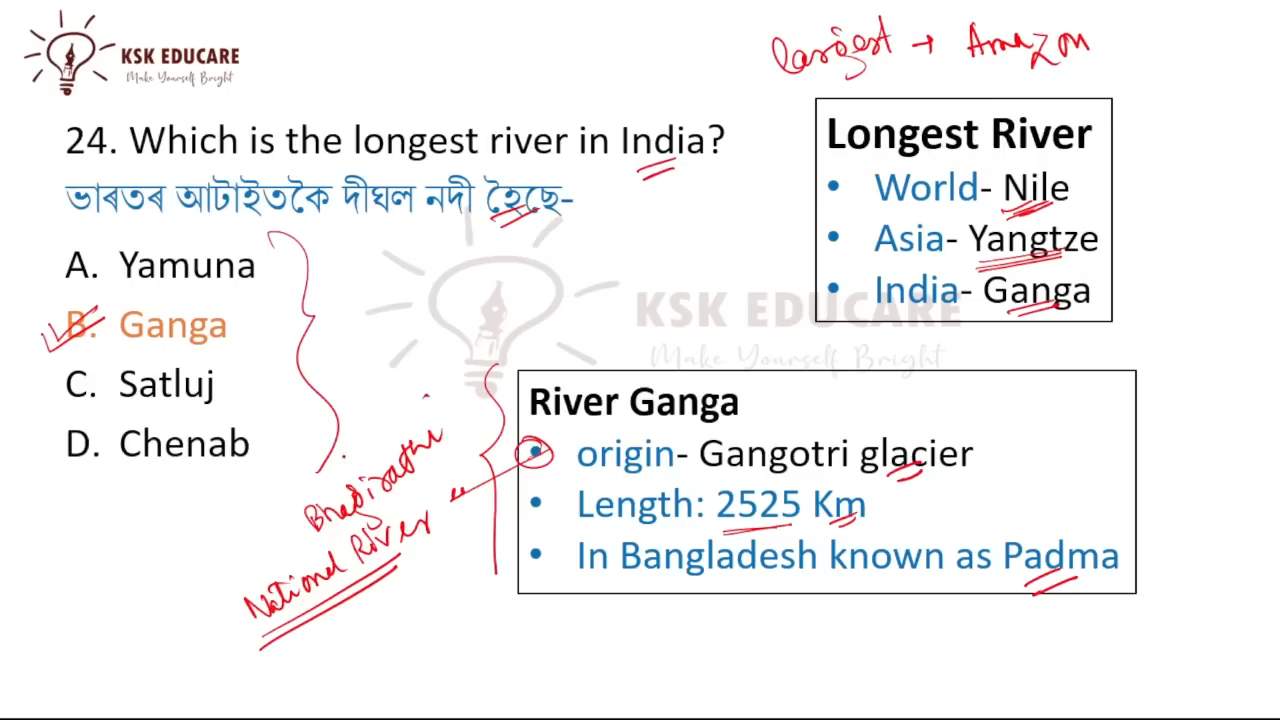 KSK EDUCARE
Make Yourself Bright
largest → Amazon
24. Which is the longest river in India?
ভাৰতৰ আটাইতকৈ দীঘল নদী হৈছে-
A. Yamuna
B. Ganga
C. Satluj
D. Chenab
Longest River
• World- Nile
• Asia- Yangtze
• India- Ganga
KSK EDUCARE
Make Yourself Bright
River Ganga
• origin- Gangotri glacier
• Length: 2525 Km
• In Bangladesh known as Padma
Bhagirathi
National River